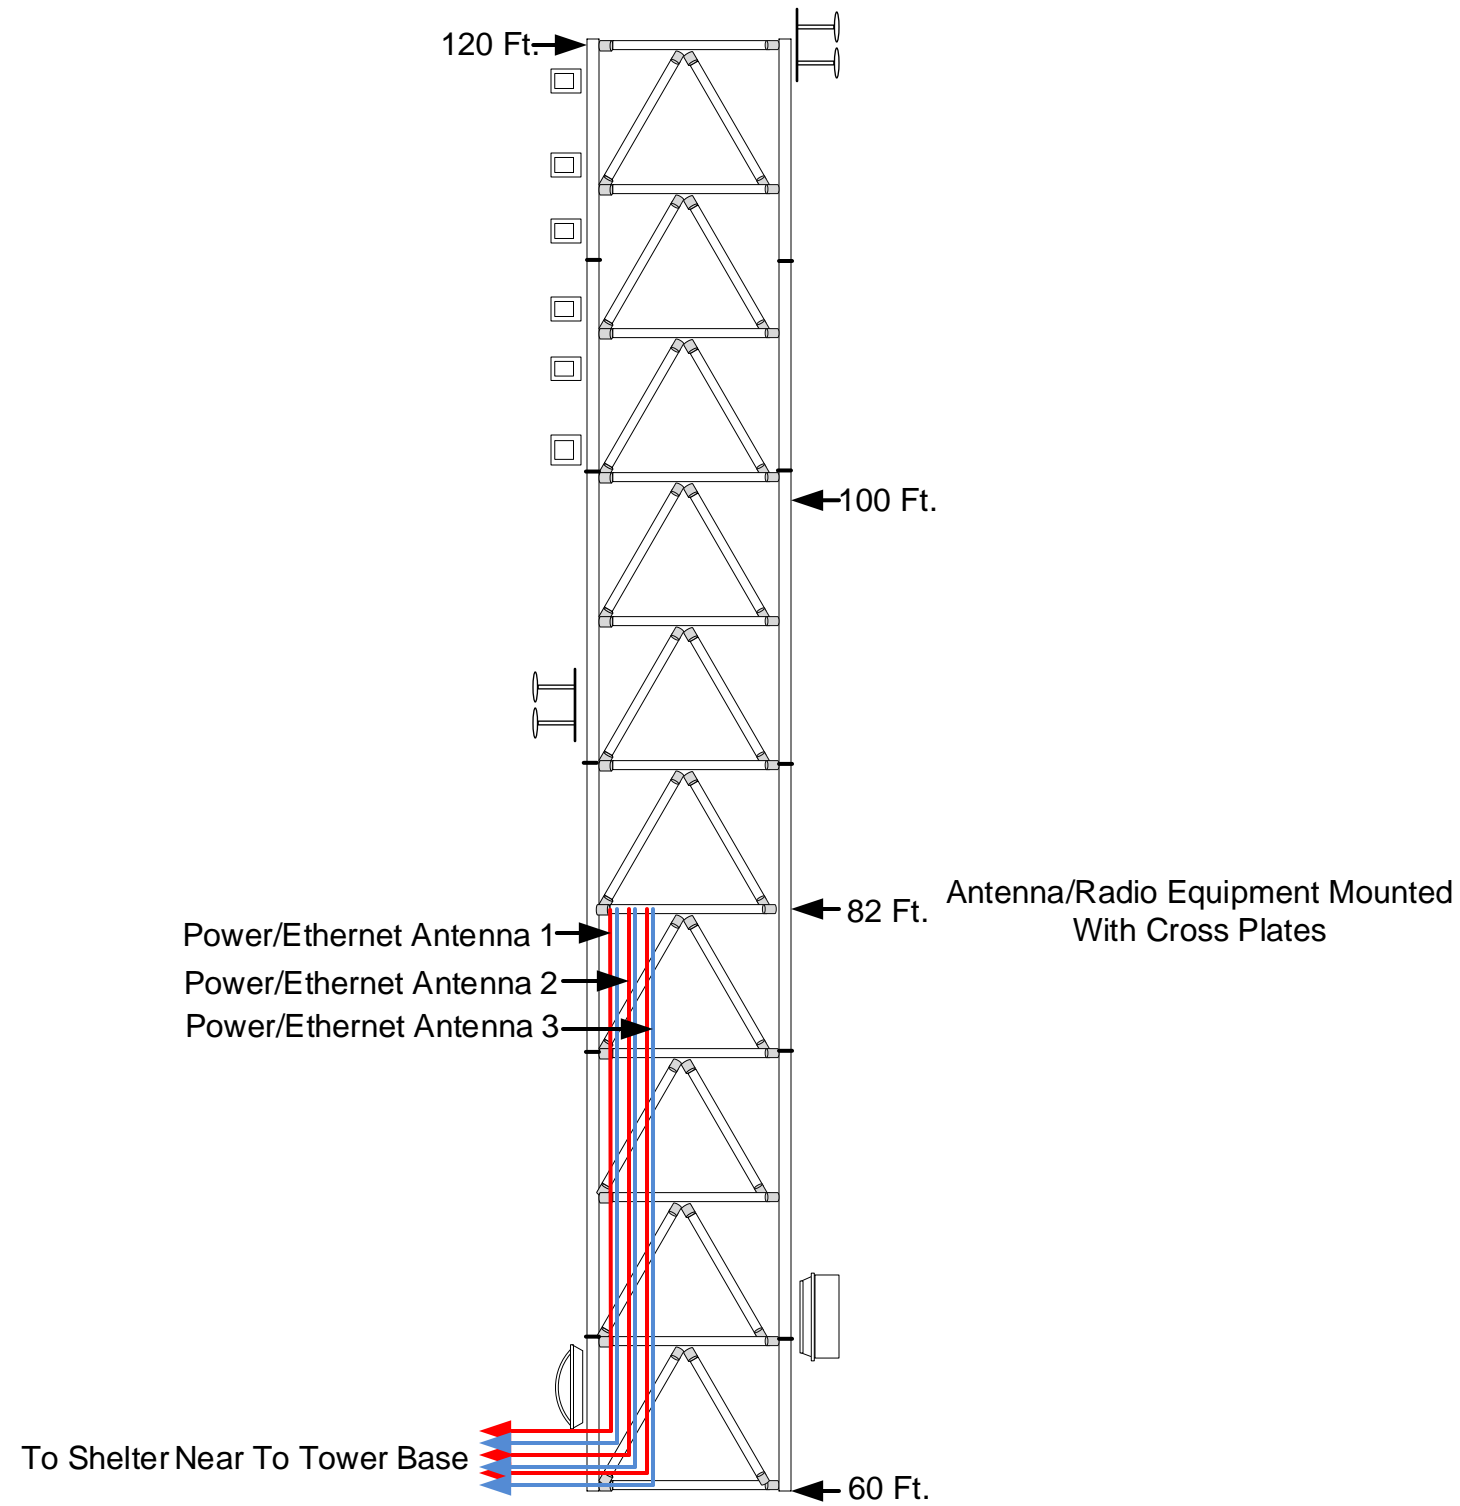 120 Ft.
100 Ft.
82 Ft.
Antenna/Radio Equipment Mounted
With Cross Plates
Power/Ethernet Antenna 1
Power/Ethernet Antenna 2
Power/Ethernet Antenna 3
To Shelter Near To Tower Base
60 Ft.